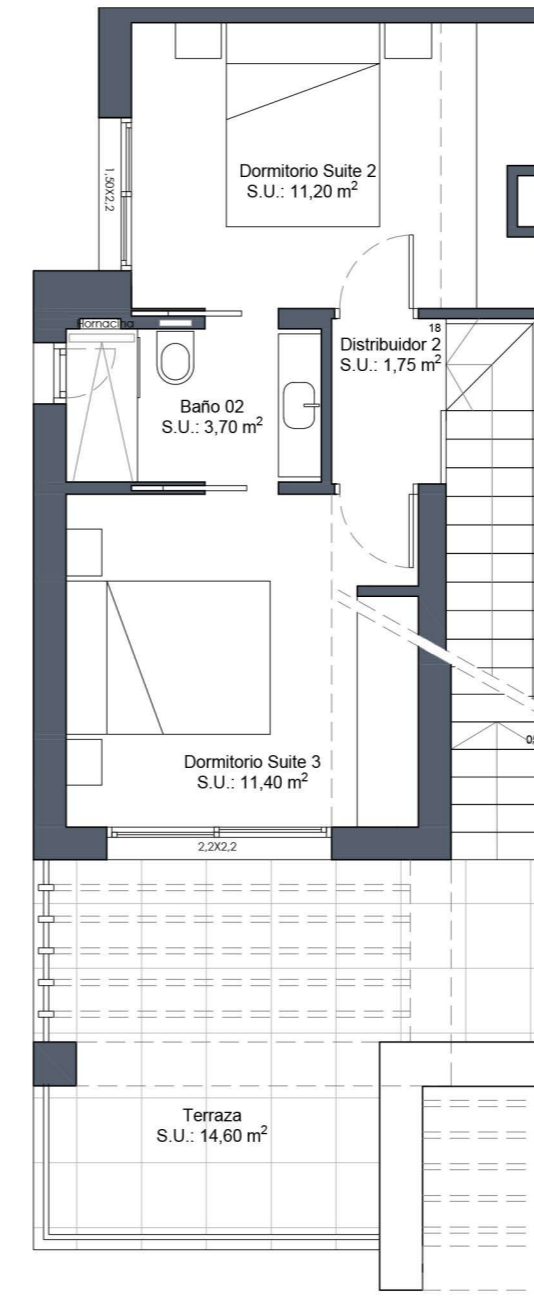 Dormitorio Suite 2
S.U.: 11,20 m²
1,50X2,2
Hornacina
18
Distribuidor 2
S.U.: 1,75 m²
Baño 02
S.U.: 3,70 m²
Dormitorio Suite 3
S.U.: 11,40 m²
2,2X2,2
Terraza
S.U.: 14,60 m²